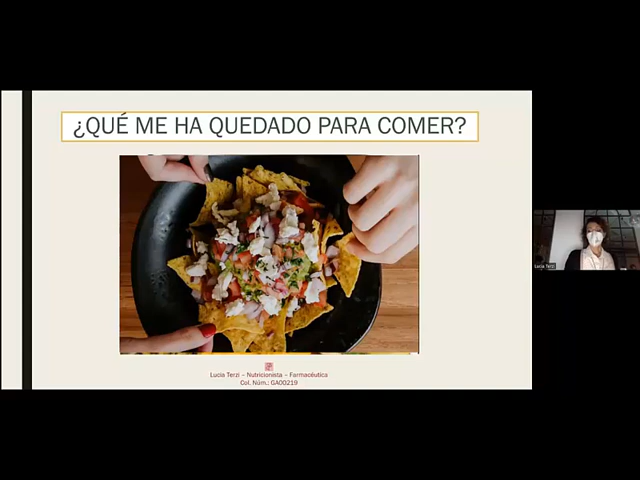 ¿QUÉ ME HA QUEDADO PARA COMER?
Lucia Terzi – Nutricionista – Farmacéutica
Col. Núm.: GA00219
Lucia Terzi